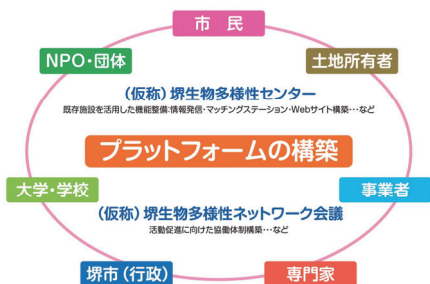 市 民
NPO・団体
土地所有者
(仮称)堺生物多様性センター
既存施設を活用した機能整備:情報発信・マッチングステーション・Webサイト構築…など
プラットフォームの構築
大学・学校
事業者
(仮称)堺生物多様性ネットワーク会議
活動促進に向けた協働体制構築…など
堺市(行政)
専門家